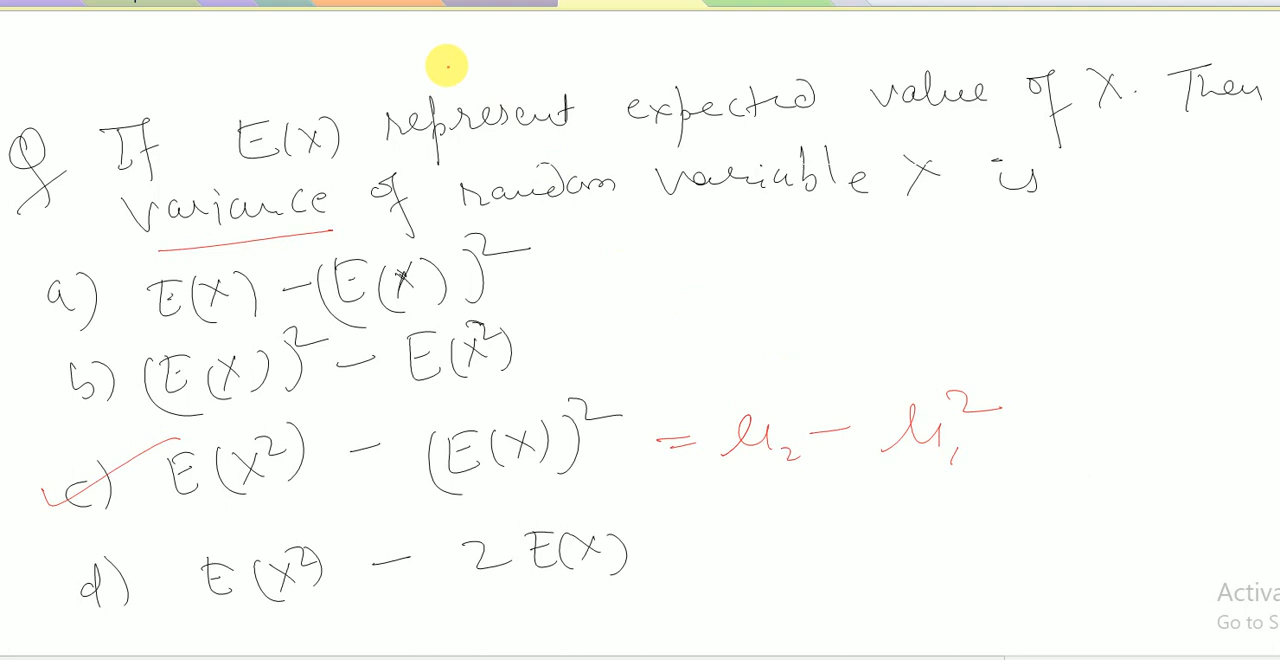 Q If E(X) represent expected value of X. Then
variance of random variable X is
a) E(X) - (E(X))²
b) (E(X))² - E(X²)
c) E(X²) - (E(X))² = μ₂ - μ₁²
d) E(X²) - 2E(X)
Activa
Go to S